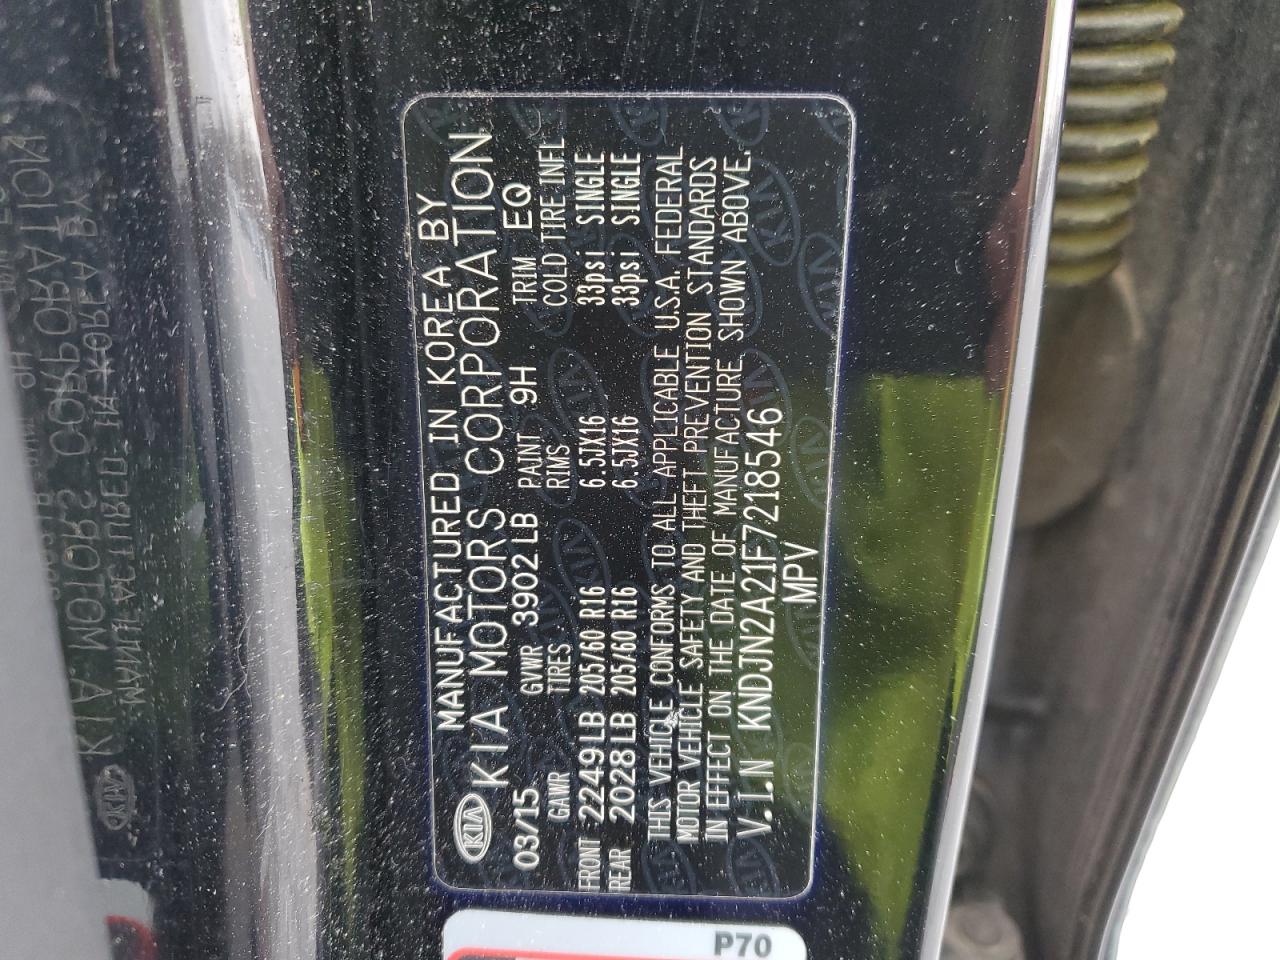 MANUFACTURED IN KOREA BY
KIA KIA MOTORS CORPORATION
03/15 GVWR 3902LB PAINT 9H TRIM EQ
GAWR TIRES RIMS COLD TIRE INFL
FRONT 2249LB 205/60 R16 6.5JX16 33psi SINGLE
REAR 2028LB 205/60 R16 6.5JX16 33psi SINGLE
THIS VEHICLE CONFORMS TO ALL APPLICABLE U.S.A. FEDERAL
MOTOR VEHICLE SAFETY AND THEFT PREVENTION STANDARDS
IN EFFECT ON THE DATE OF MANUFACTURE SHOWN ABOVE.
V.I.N KNDJN2A21F7218546
MPV
P70